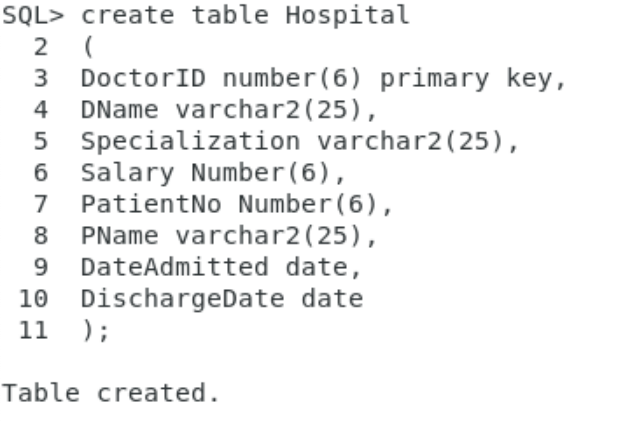 SQL> create table Hospital
  2  (
  3  DoctorID number(6) primary key,
  4  DName varchar2(25),
  5  Specialization varchar2(25),
  6  Salary Number(6),
  7  PatientNo Number(6),
  8  PName varchar2(25),
  9  DateAdmitted date,
 10  DischargeDate date
 11  );
Table created.